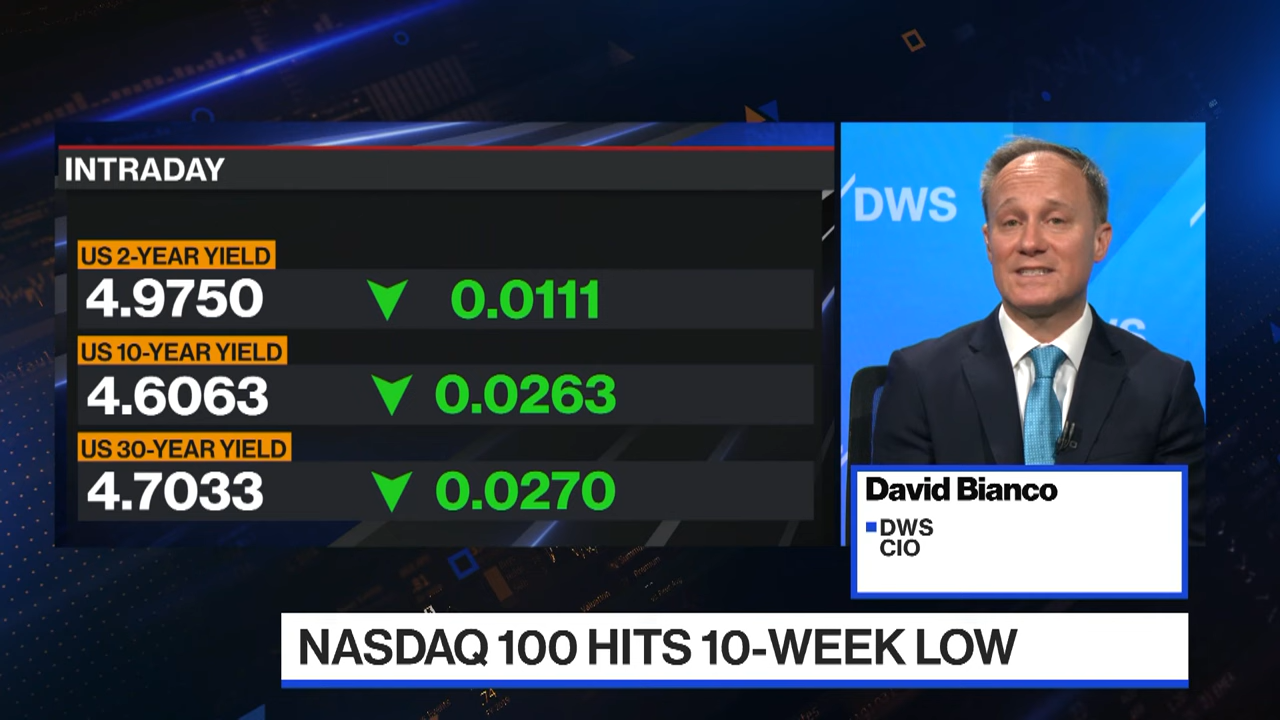 INTRADAY
US 2-YEAR YIELD
4.9750 ▼ 0.0111
US 10-YEAR YIELD
4.6063 ▼ 0.0263
US 30-YEAR YIELD
4.7033 ▼ 0.0270
DWS
David Bianco
DWS
CIO
NASDAQ 100 HITS 10-WEEK LOW